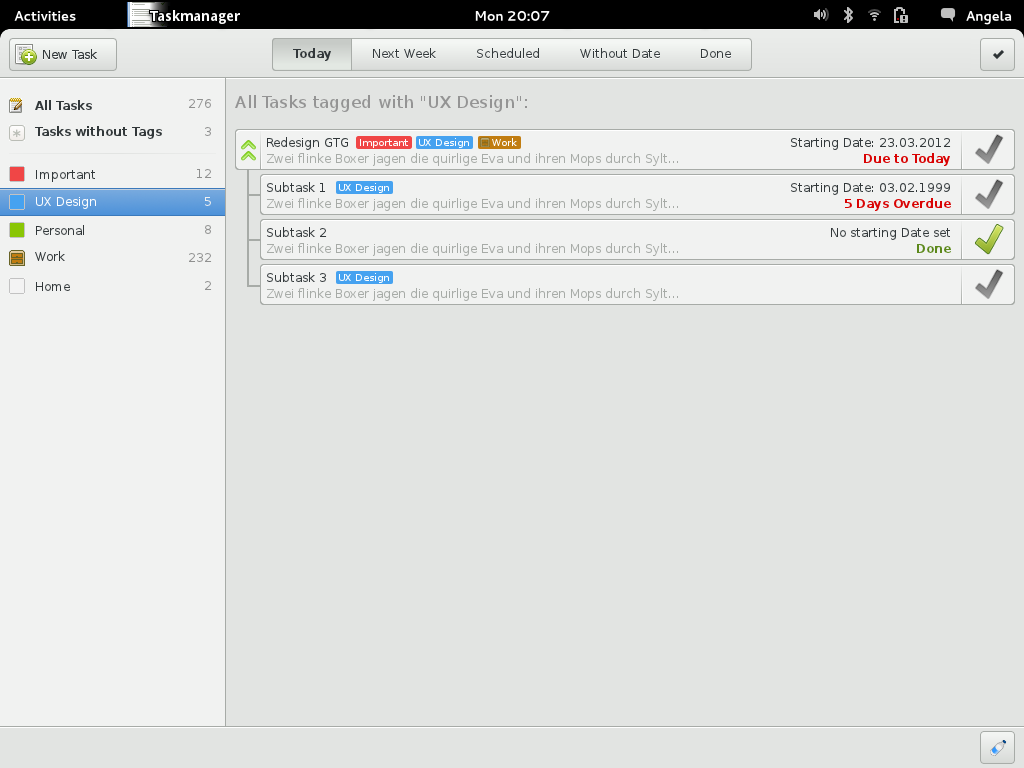 Activities Taskmanager Mon 20:07 Angela
New Task Today Next Week Scheduled Without Date Done
All Tasks 276
Tasks without Tags 3
Important 12
UX Design 5
Personal 8
Work 232
Home 2
All Tasks tagged with "UX Design":
Redesign GTG Important UX Design Work Starting Date: 23.03.2012
Zwei flinke Boxer jagen die quirlige Eva und ihren Mops durch Sylt... Due to Today
Subtask 1 UX Design Starting Date: 03.02.1999
Zwei flinke Boxer jagen die quirlige Eva und ihren Mops durch Sylt... 5 Days Overdue
Subtask 2 No starting Date set
Zwei flinke Boxer jagen die quirlige Eva und ihren Mops durch Sylt... Done
Subtask 3 UX Design
Zwei flinke Boxer jagen die quirlige Eva und ihren Mops durch Sylt...